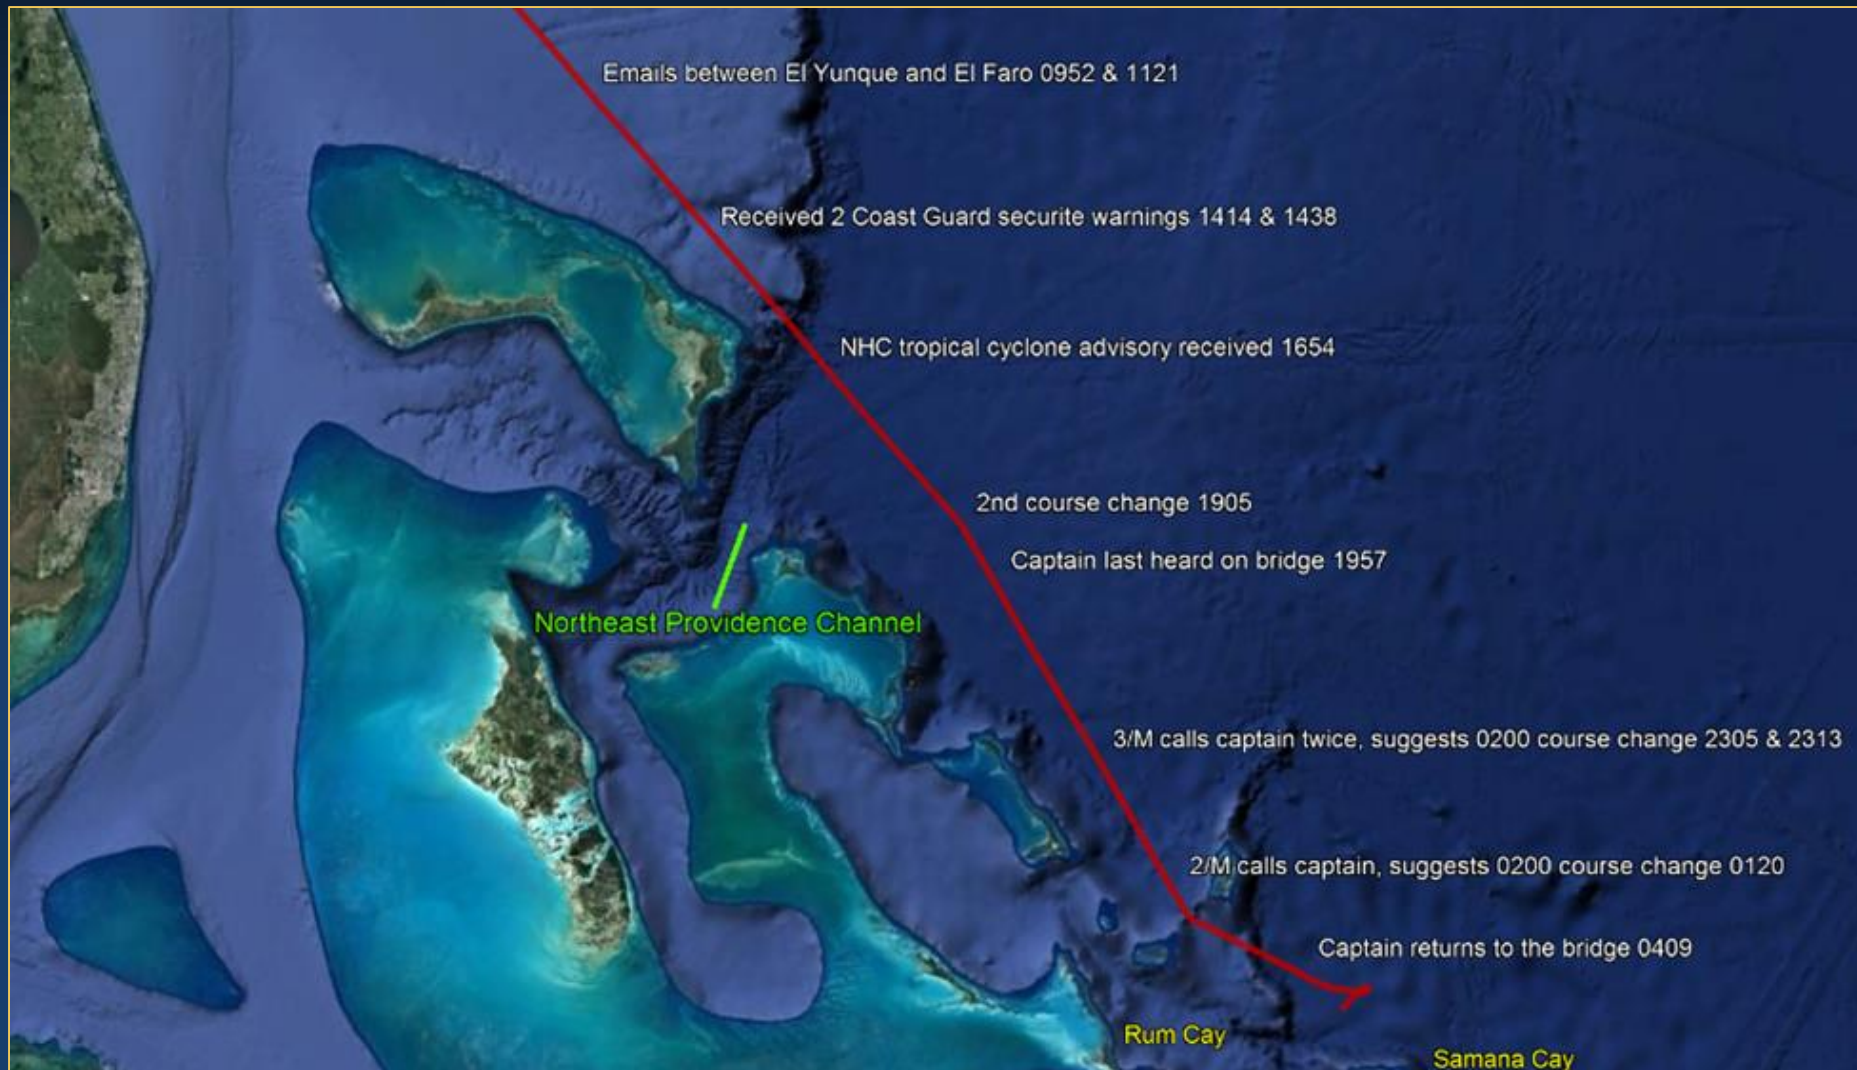 Emails between El Yunque and El Faro 0952 & 1121
Received 2 Coast Guard securite warnings 1414 & 1438
NHC tropical cyclone advisory received 1654
2nd course change 1905
Captain last heard on bridge 1957
Northeast Providence Channel
3/M calls captain twice, suggests 0200 course change 2305 & 2313
2/M calls captain, suggests 0200 course change 0120
Captain returns to the bridge 0409
Rum Cay
Samana Cay